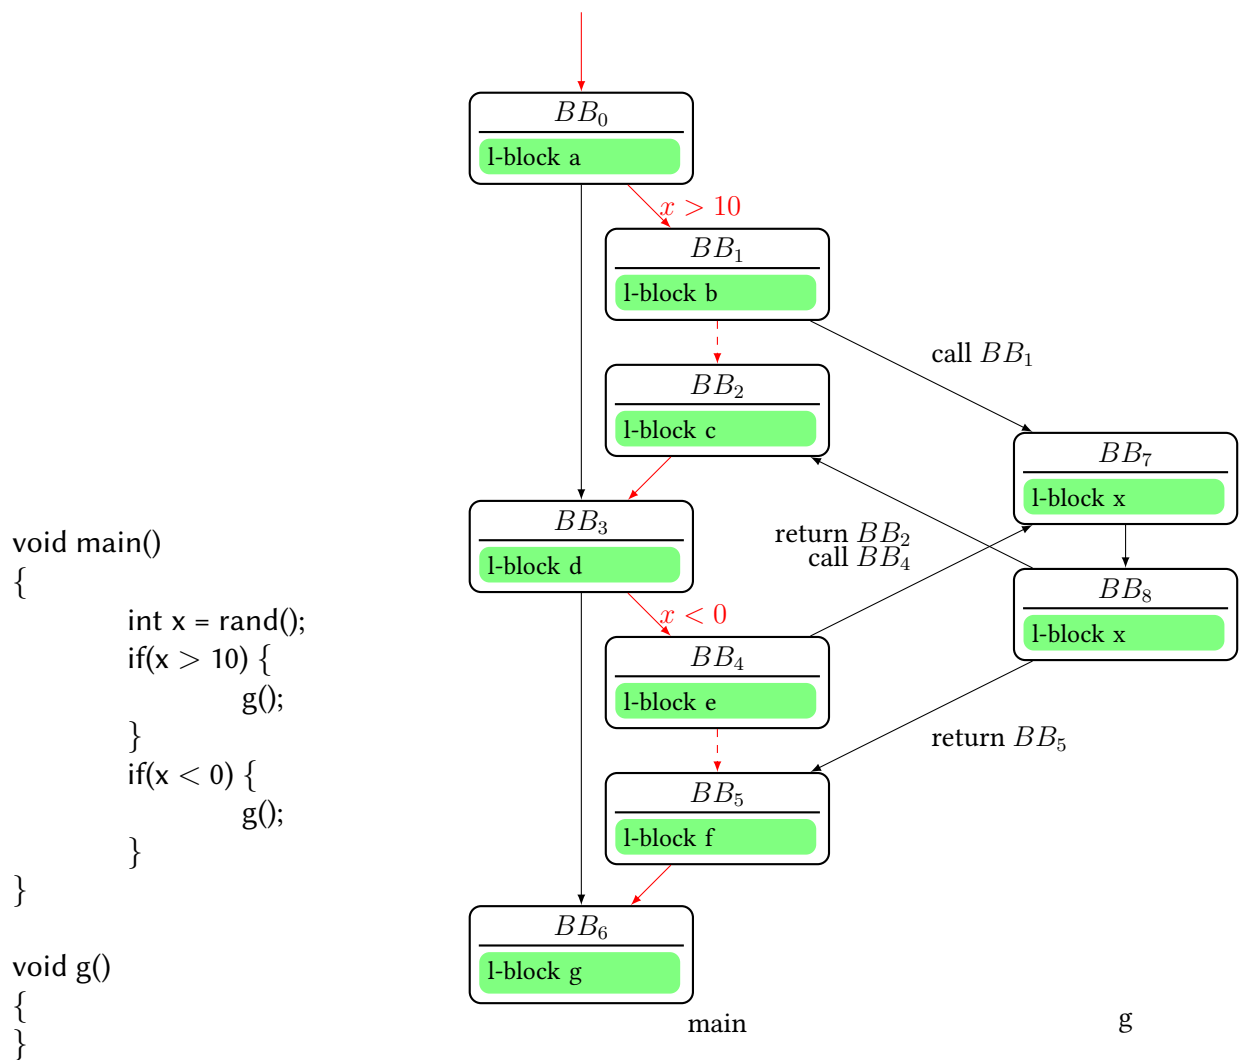 void main()
{
int x = rand();
if(x > 10) {
g();
}
if(x < 0) {
g();
}
}
void g()
{
}
BB₀
l-block a
x > 10
BB₁
l-block b
call BB₁
BB₂
l-block c
BB₇
l-block x
BB₃
l-block d
return BB₂
call BB₄
BB₈
l-block x
x < 0
BB₄
l-block e
return BB₅
BB₅
l-block f
BB₆
l-block g
main
g